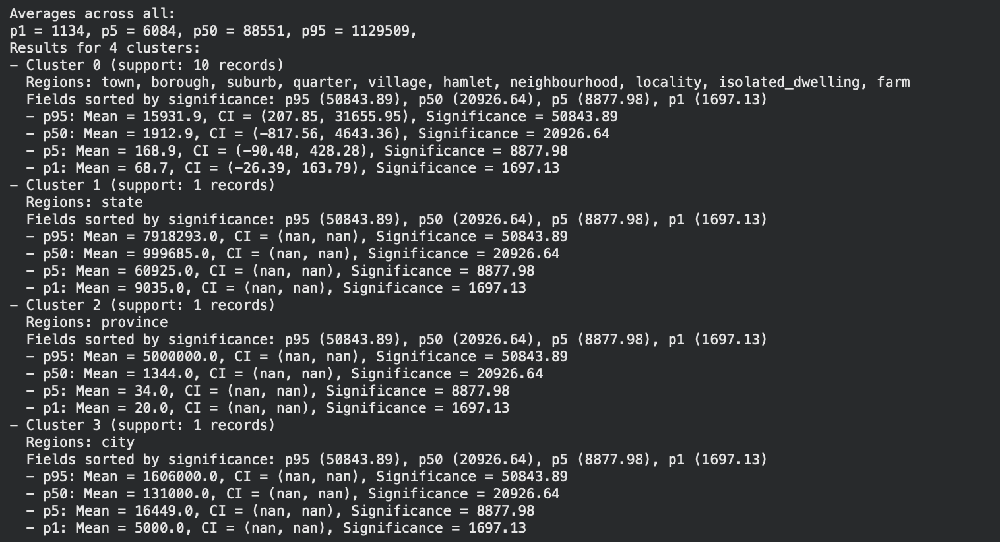 Averages across all:
p1 = 1134, p5 = 6084, p50 = 88551, p95 = 1129509,
Results for 4 clusters:
– Cluster 0 (support: 10 records)
  Regions: town, borough, suburb, quarter, village, hamlet, neighbourhood, locality, isolated_dwelling, farm
  Fields sorted by significance: p95 (50843.89), p50 (20926.64), p5 (8877.98), p1 (1697.13)
  – p95: Mean = 15931.9, CI = (207.85, 31655.95), Significance = 50843.89
  – p50: Mean = 1912.9, CI = (-817.56, 4643.36), Significance = 20926.64
  – p5: Mean = 168.9, CI = (-90.48, 428.28), Significance = 8877.98
  – p1: Mean = 68.7, CI = (-26.39, 163.79), Significance = 1697.13
– Cluster 1 (support: 1 records)
  Regions: state
  Fields sorted by significance: p95 (50843.89), p50 (20926.64), p5 (8877.98), p1 (1697.13)
  – p95: Mean = 7918293.0, CI = (nan, nan), Significance = 50843.89
  – p50: Mean = 999685.0, CI = (nan, nan), Significance = 20926.64
  – p5: Mean = 60925.0, CI = (nan, nan), Significance = 8877.98
  – p1: Mean = 9035.0, CI = (nan, nan), Significance = 1697.13
– Cluster 2 (support: 1 records)
  Regions: province
  Fields sorted by significance: p95 (50843.89), p50 (20926.64), p5 (8877.98), p1 (1697.13)
  – p95: Mean = 5000000.0, CI = (nan, nan), Significance = 50843.89
  – p50: Mean = 1344.0, CI = (nan, nan), Significance = 20926.64
  – p5: Mean = 34.0, CI = (nan, nan), Significance = 8877.98
  – p1: Mean = 20.0, CI = (nan, nan), Significance = 1697.13
– Cluster 3 (support: 1 records)
  Regions: city
  Fields sorted by significance: p95 (50843.89), p50 (20926.64), p5 (8877.98), p1 (1697.13)
  – p95: Mean = 1606000.0, CI = (nan, nan), Significance = 50843.89
  – p50: Mean = 131000.0, CI = (nan, nan), Significance = 20926.64
  – p5: Mean = 16449.0, CI = (nan, nan), Significance = 8877.98
  – p1: Mean = 5000.0, CI = (nan, nan), Significance = 1697.13